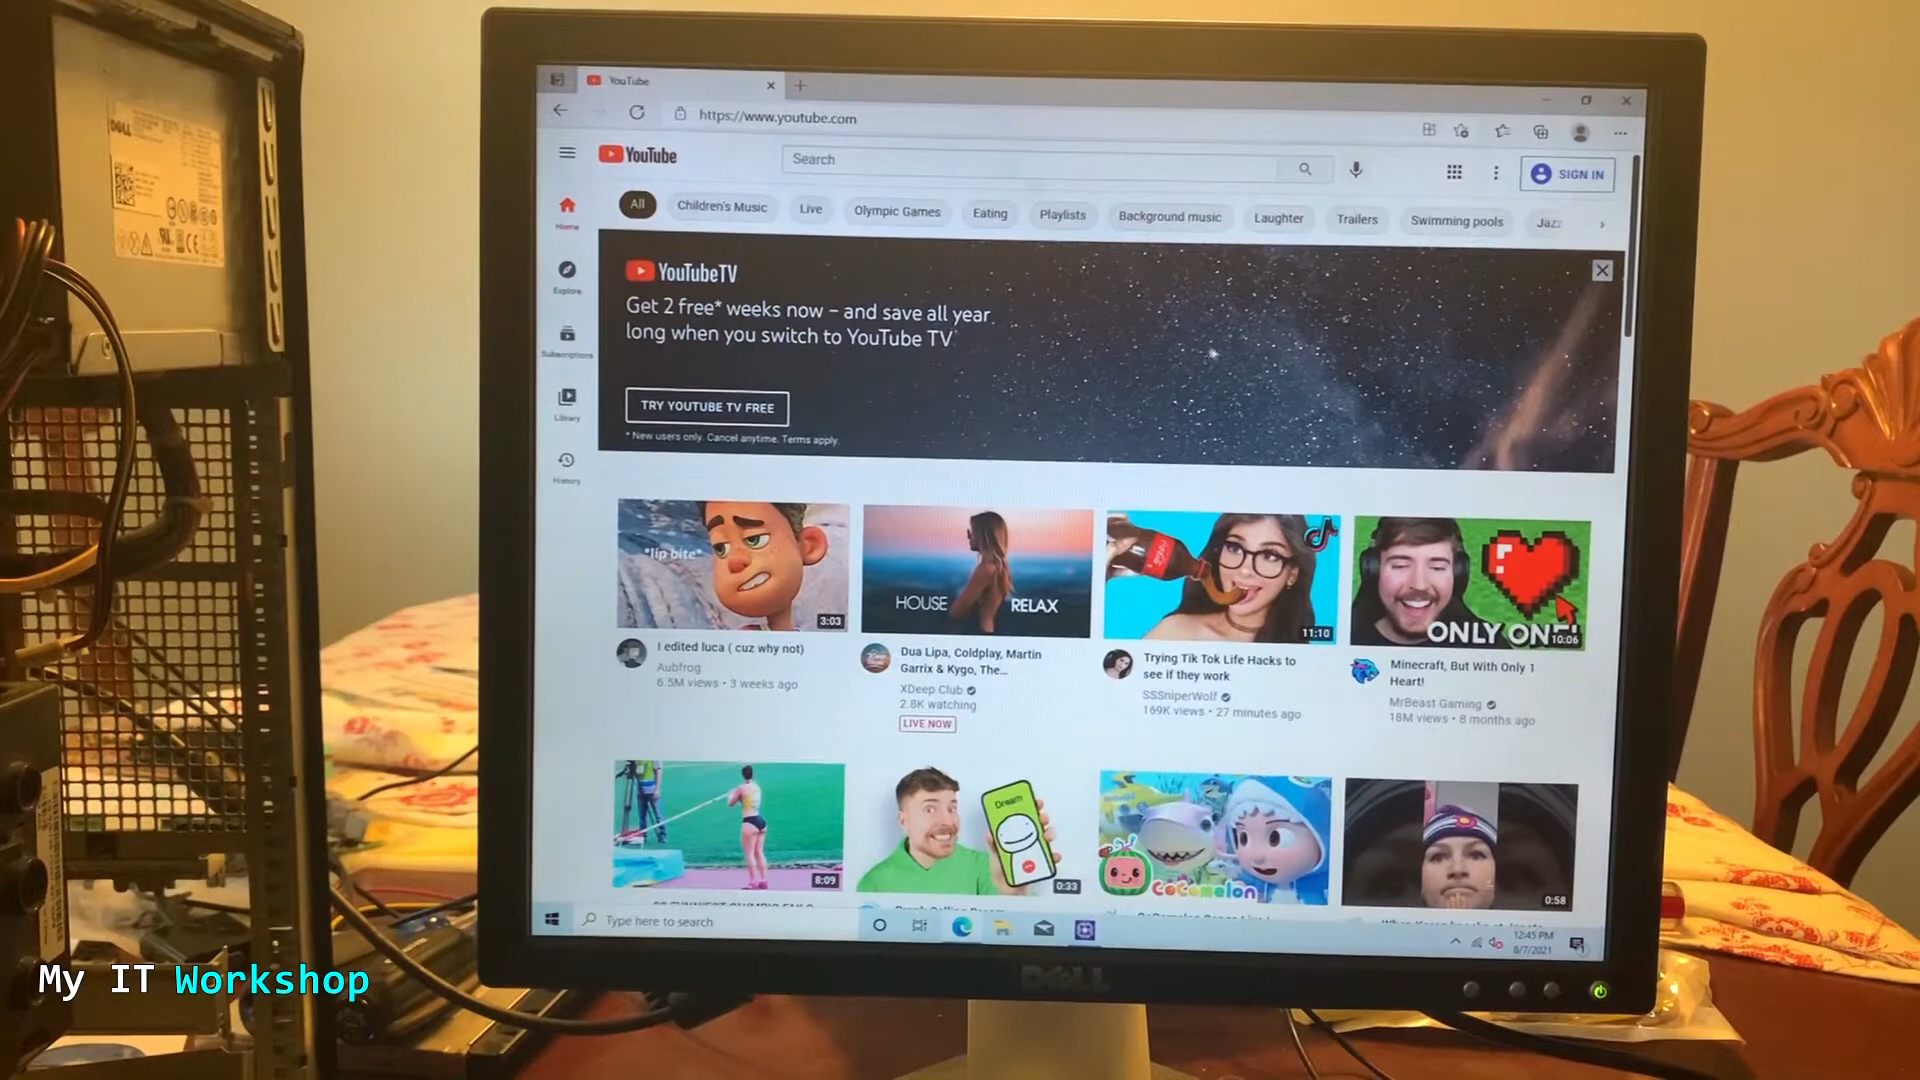 YouTube
https://www.youtube.com
YouTube
Search
SIGN IN
All
Children's Music
Live
Olympic Games
Eating
Playlists
Background music
Laughter
Trailers
Swimming pools
Jazz
Home
Explore
Subscriptions
Library
History
YouTubeTV
Get 2 free* weeks now – and save all year
long when you switch to YouTube TV
TRY YOUTUBE TV FREE
* New users only. Cancel anytime. Terms apply.
*lip bite*
3:03
HOUSE RELAX
11:10
ONLY ONE!
10:06
I edited luca ( cuz why not)
Aubfrog
6.5M views • 3 weeks ago
Dua Lipa, Coldplay, Martin
Garrix & Kygo, The...
XDeep Club
2.8K watching
LIVE NOW
Trying Tik Tok Life Hacks to
see if they work
SSSniperWolf
169K views • 27 minutes ago
Minecraft, But With Only 1
Heart!
MrBeast Gaming
18M views • 8 months ago
8:09
Dream
0:33
CoComelon
0:58
Type here to search
12:45 PM
8/7/2021
DELL
DELL
My IT Workshop